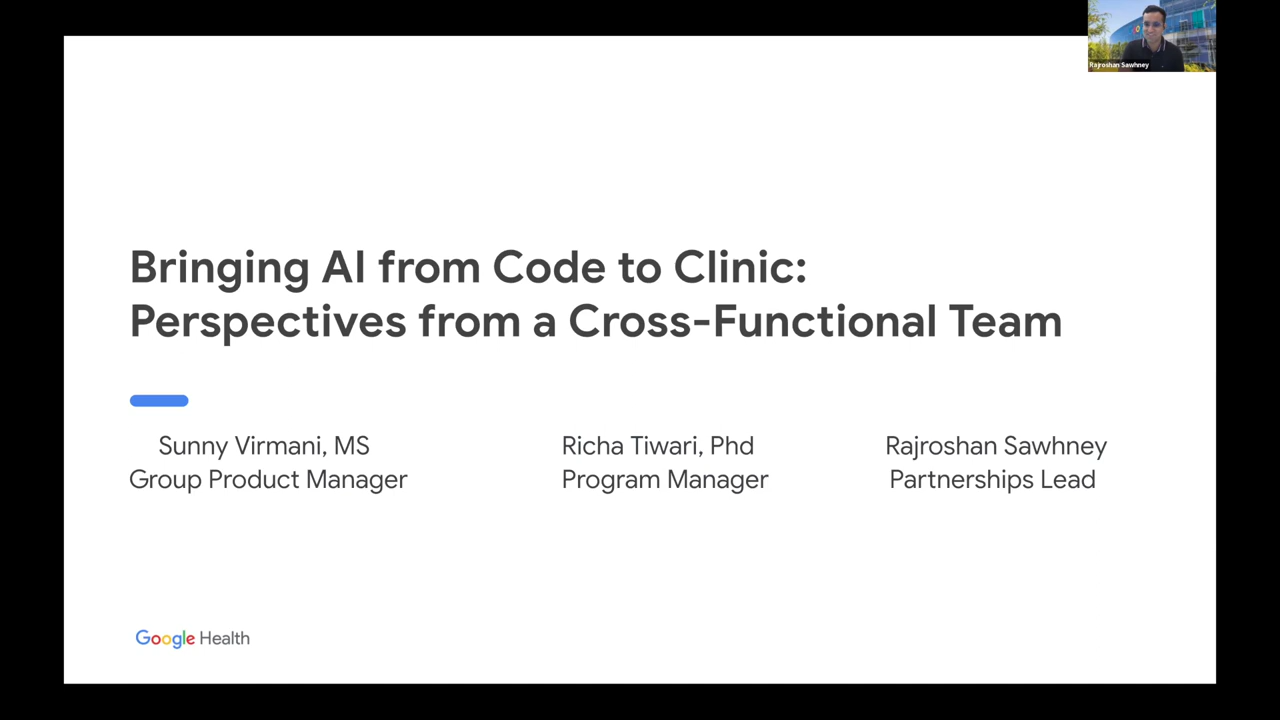 Rajroshan Sawhney
Bringing AI from Code to Clinic:
Perspectives from a Cross-Functional Team
Sunny Virmani, MS
Group Product Manager
Richa Tiwari, Phd
Program Manager
Rajroshan Sawhney
Partnerships Lead
Google Health